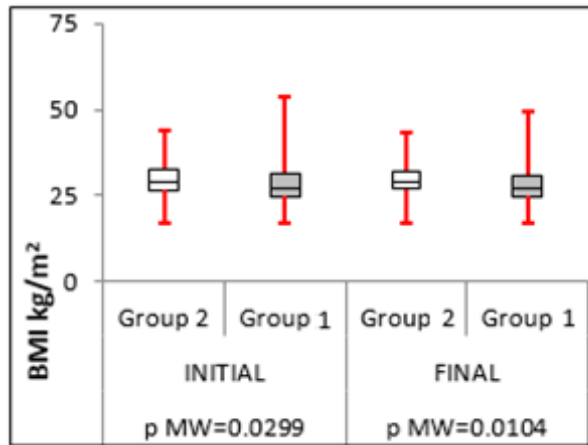 75
50
25
0
BMI kg/m²
Group 2 Group 1 Group 2 Group 1
INITIAL FINAL
p MW=0.0299 p MW=0.0104